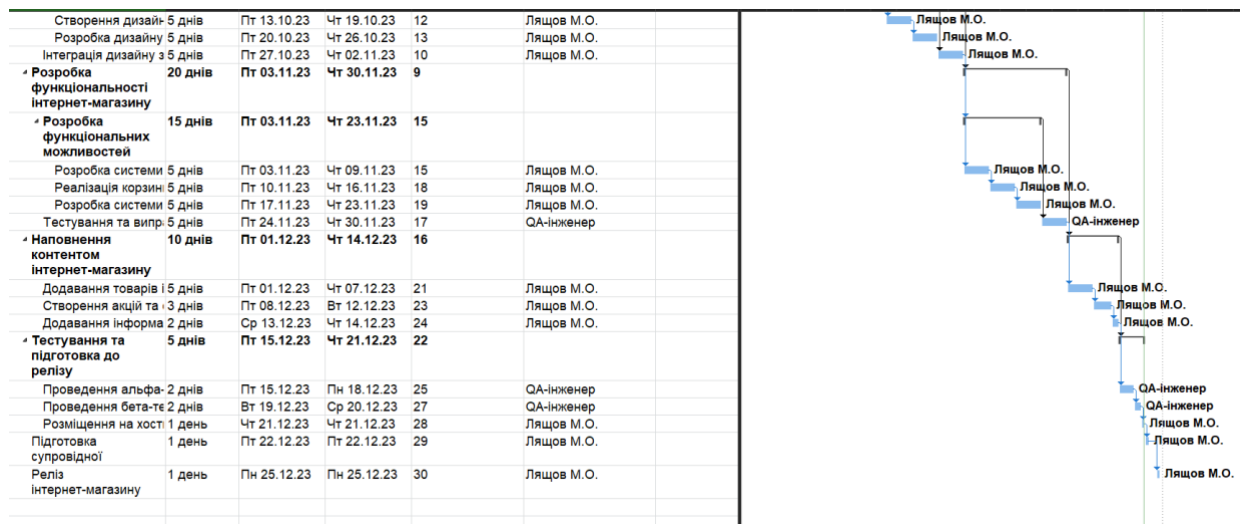 Створення дизайн 5 днів Пт 13.10.23 Чт 19.10.23 12 Лящов М.О.
Розробка дизайну 5 днів Пт 20.10.23 Чт 26.10.23 13 Лящов М.О.
Інтеграція дизайну з 5 днів Пт 27.10.23 Чт 02.11.23 10 Лящов М.О.
Розробка 20 днів Пт 03.11.23 Чт 30.11.23 9
функціональності
інтернет-магазину
Розробка 15 днів Пт 03.11.23 Чт 23.11.23 15
функціональних
можливостей
Розробка системи 5 днів Пт 03.11.23 Чт 09.11.23 15 Лящов М.О.
Реалізація корзин 5 днів Пт 10.11.23 Чт 16.11.23 18 Лящов М.О.
Розробка системи 5 днів Пт 17.11.23 Чт 23.11.23 19 Лящов М.О.
Тестування та випр 5 днів Пт 24.11.23 Чт 30.11.23 17 QA-інженер
Наповнення 10 днів Пт 01.12.23 Чт 14.12.23 16
контентом
інтернет-магазину
Додавання товарів і 5 днів Пт 01.12.23 Чт 07.12.23 21 Лящов М.О.
Створення акцій та 3 днів Пт 08.12.23 Вт 12.12.23 23 Лящов М.О.
Додавання інформа 2 днів Ср 13.12.23 Чт 14.12.23 24 Лящов М.О.
Тестування та 5 днів Пт 15.12.23 Чт 21.12.23 22
підготовка до
релізу
Проведення альфа- 2 днів Пт 15.12.23 Пн 18.12.23 25 QA-інженер
Проведення бета-те 2 днів Вт 19.12.23 Ср 20.12.23 27 QA-інженер
Розміщення на хост 1 день Чт 21.12.23 Чт 21.12.23 28 Лящов М.О.
Підготовка 1 день Пт 22.12.23 Пт 22.12.23 29 Лящов М.О.
супровідної
Реліз 1 день Пн 25.12.23 Пн 25.12.23 30 Лящов М.О.
інтернет-магазину
Лящов М.О.
Лящов М.О.
Лящов М.О.
Лящов М.О.
Лящов М.О.
Лящов М.О.
QA-інженер
Лящов М.О.
Лящов М.О.
Лящов М.О.
QA-інженер
QA-інженер
Лящов М.О.
Лящов М.О.
Лящов М.О.